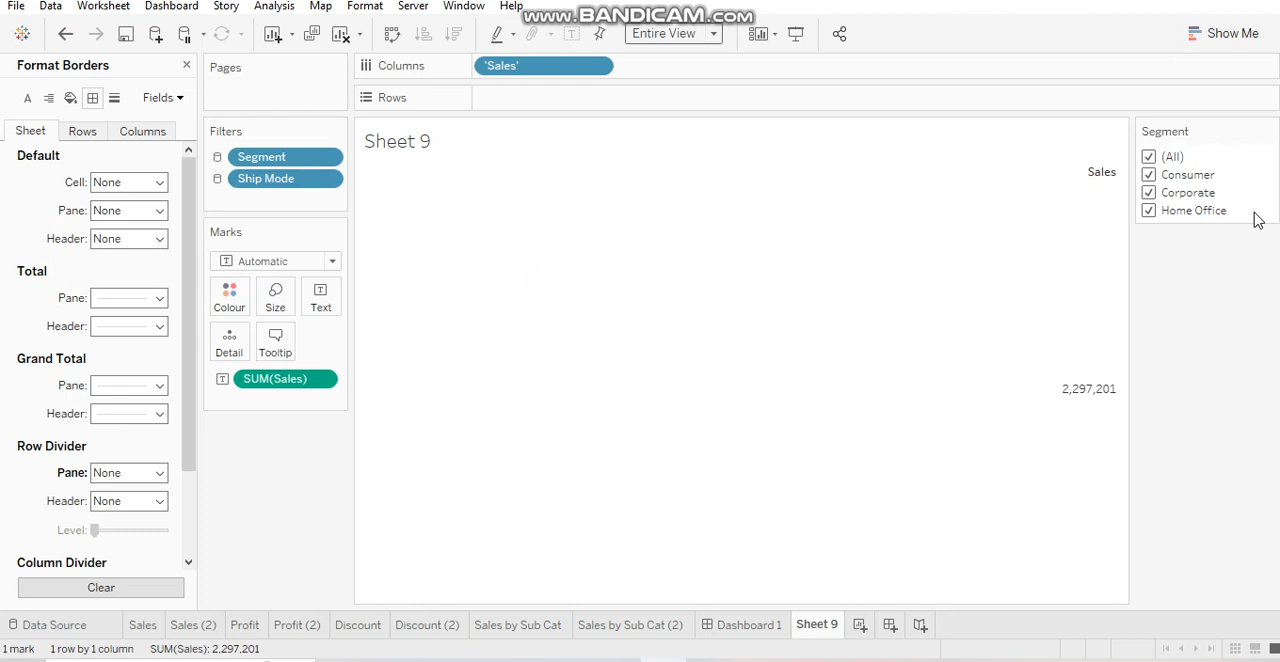 File Data Worksheet Dashboard Story Analysis Map Format Server Window Help
www.BANDICAM.com
Entire View
Show Me
Format Borders
Fields
Sheet Rows Columns
Default
Cell: None
Pane: None
Header: None
Total
Pane:
Header:
Grand Total
Pane:
Header:
Row Divider
Pane: None
Header: None
Level:
Column Divider
Clear
Pages
Filters
Segment
Ship Mode
Marks
Automatic
Colour Size Text
Detail Tooltip
SUM(Sales)
Columns 'Sales'
Rows
Sheet 9
Sales
2,297,201
Segment
(All)
Consumer
Corporate
Home Office
Data Source Sales Sales (2) Profit Profit (2) Discount Discount (2) Sales by Sub Cat Sales by Sub Cat (2) Dashboard 1 Sheet 9
1 mark 1 row by 1 column SUM(Sales): 2,297,201